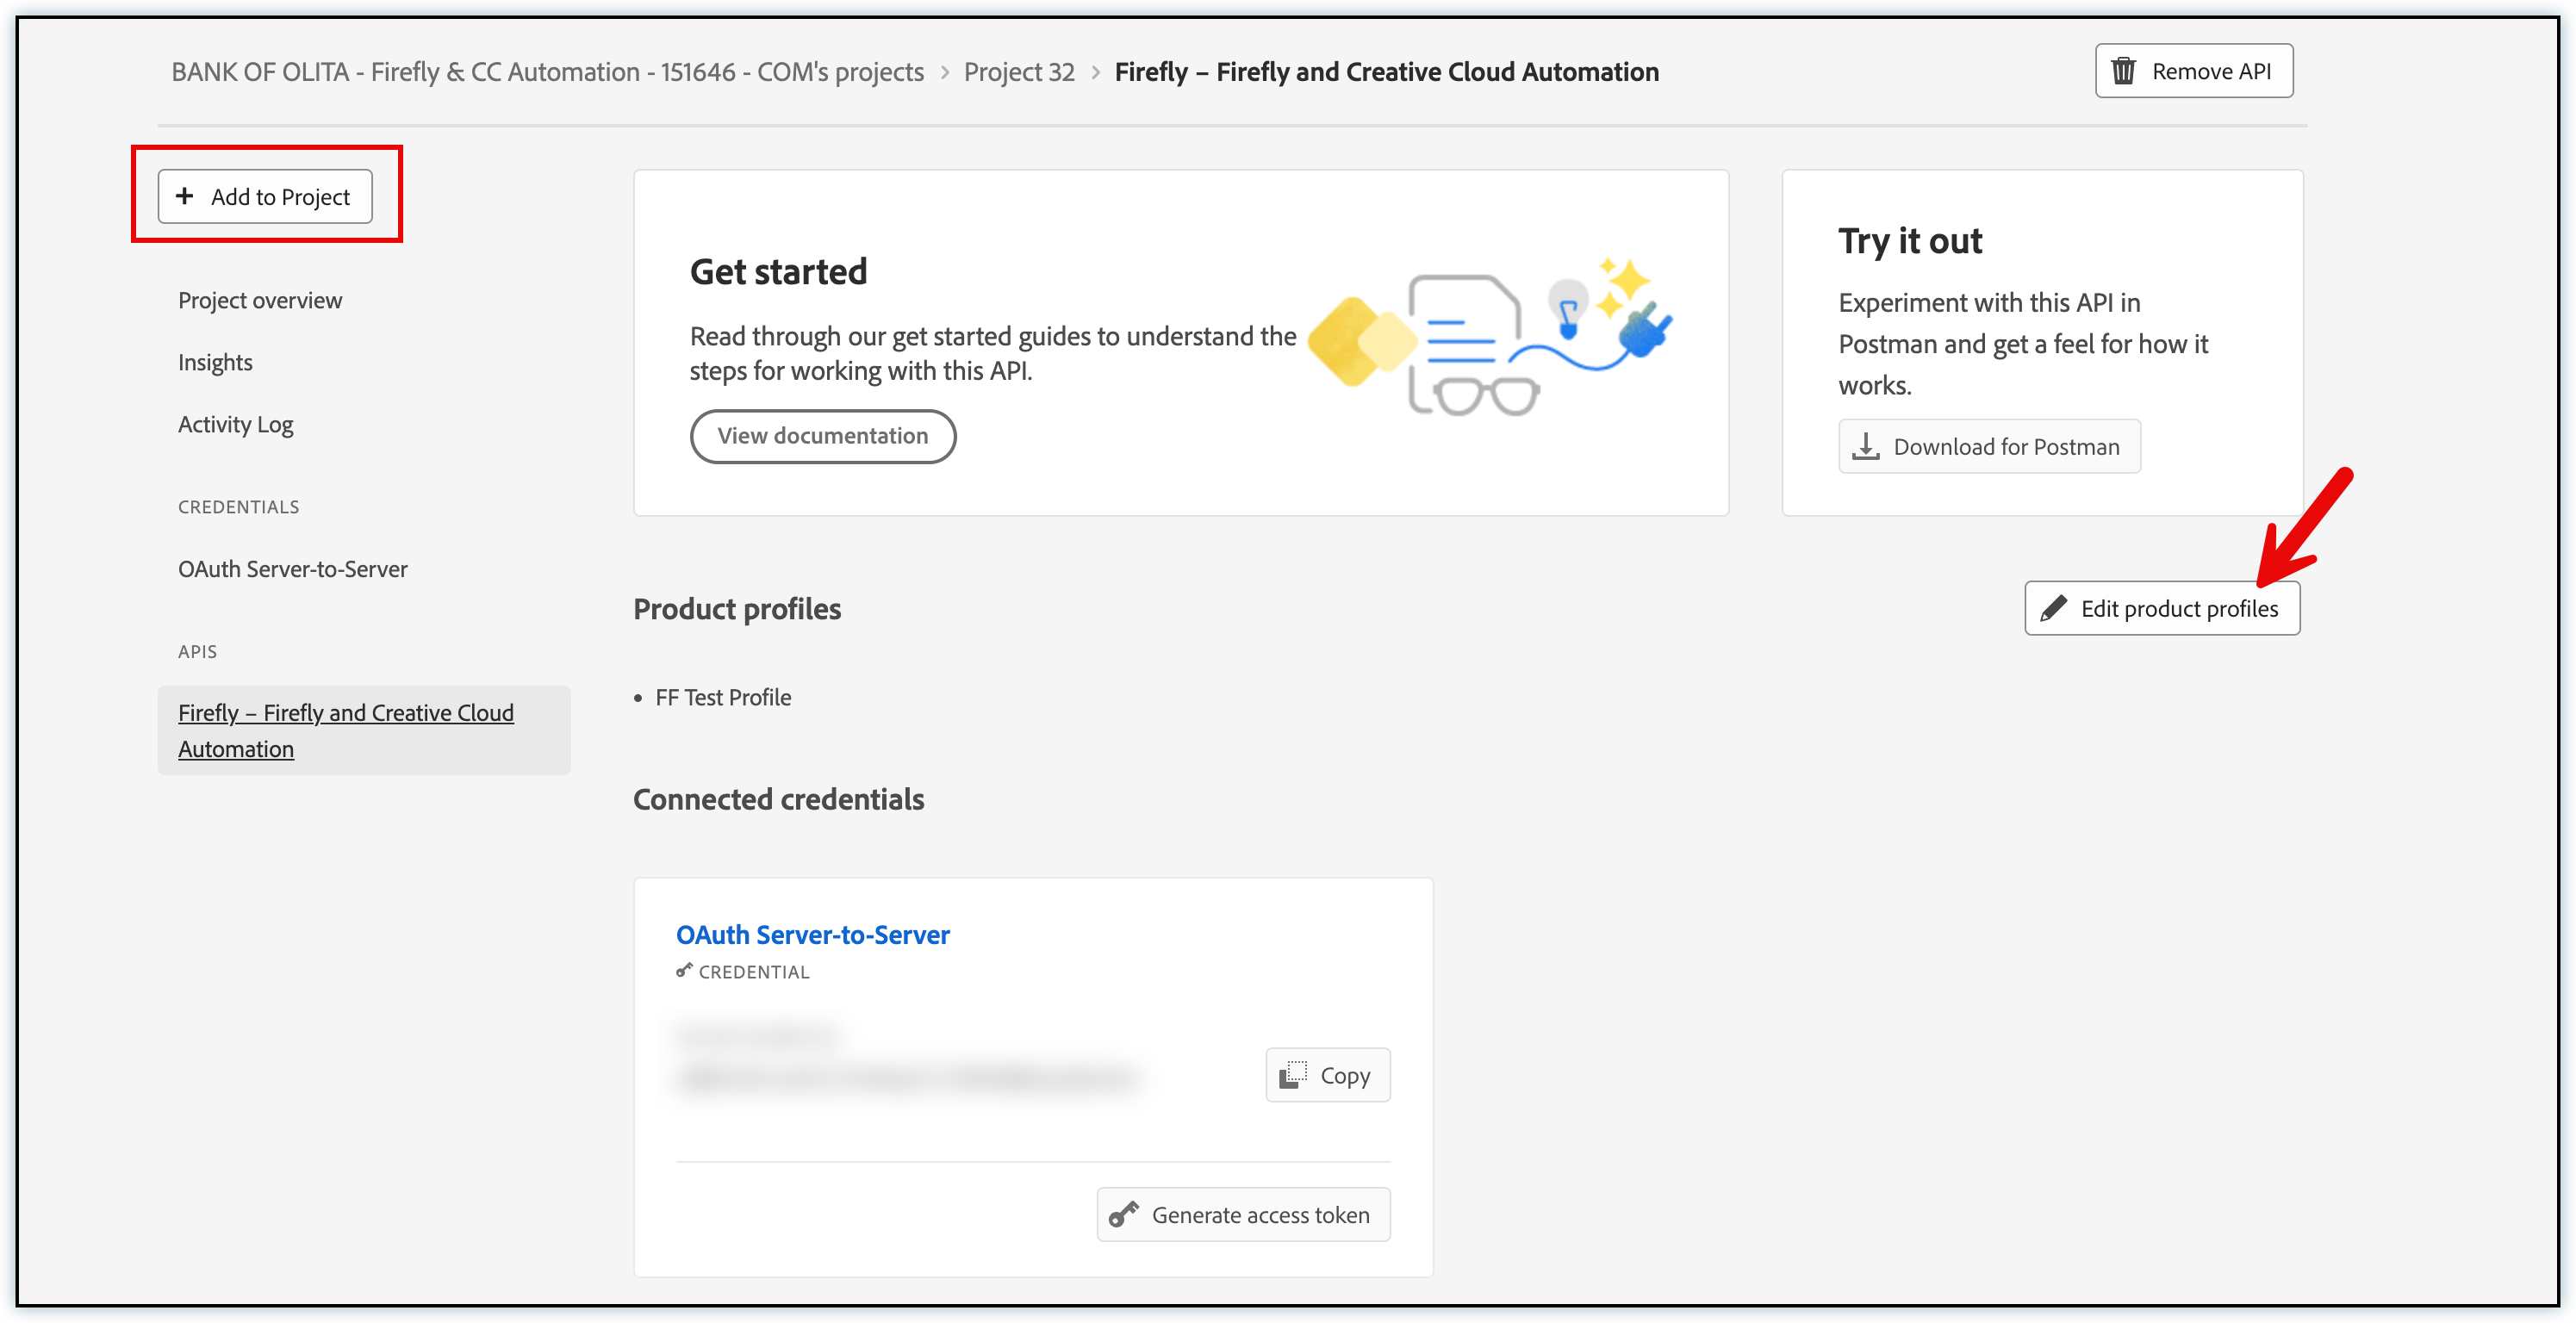 BANK OF OLITA - Firefly & CC Automation - 151646 - COM's projects > Project 32 > Firefly – Firefly and Creative Cloud Automation
Remove API
+ Add to Project
Project overview
Insights
Activity Log
CREDENTIALS
OAuth Server-to-Server
APIS
Firefly – Firefly and Creative Cloud
Automation
Get started
Read through our get started guides to understand the
steps for working with this API.
View documentation
Try it out
Experiment with this API in
Postman and get a feel for how it
works.
Download for Postman
Product profiles
Edit product profiles
• FF Test Profile
Connected credentials
OAuth Server-to-Server
CREDENTIAL
Copy
Generate access token